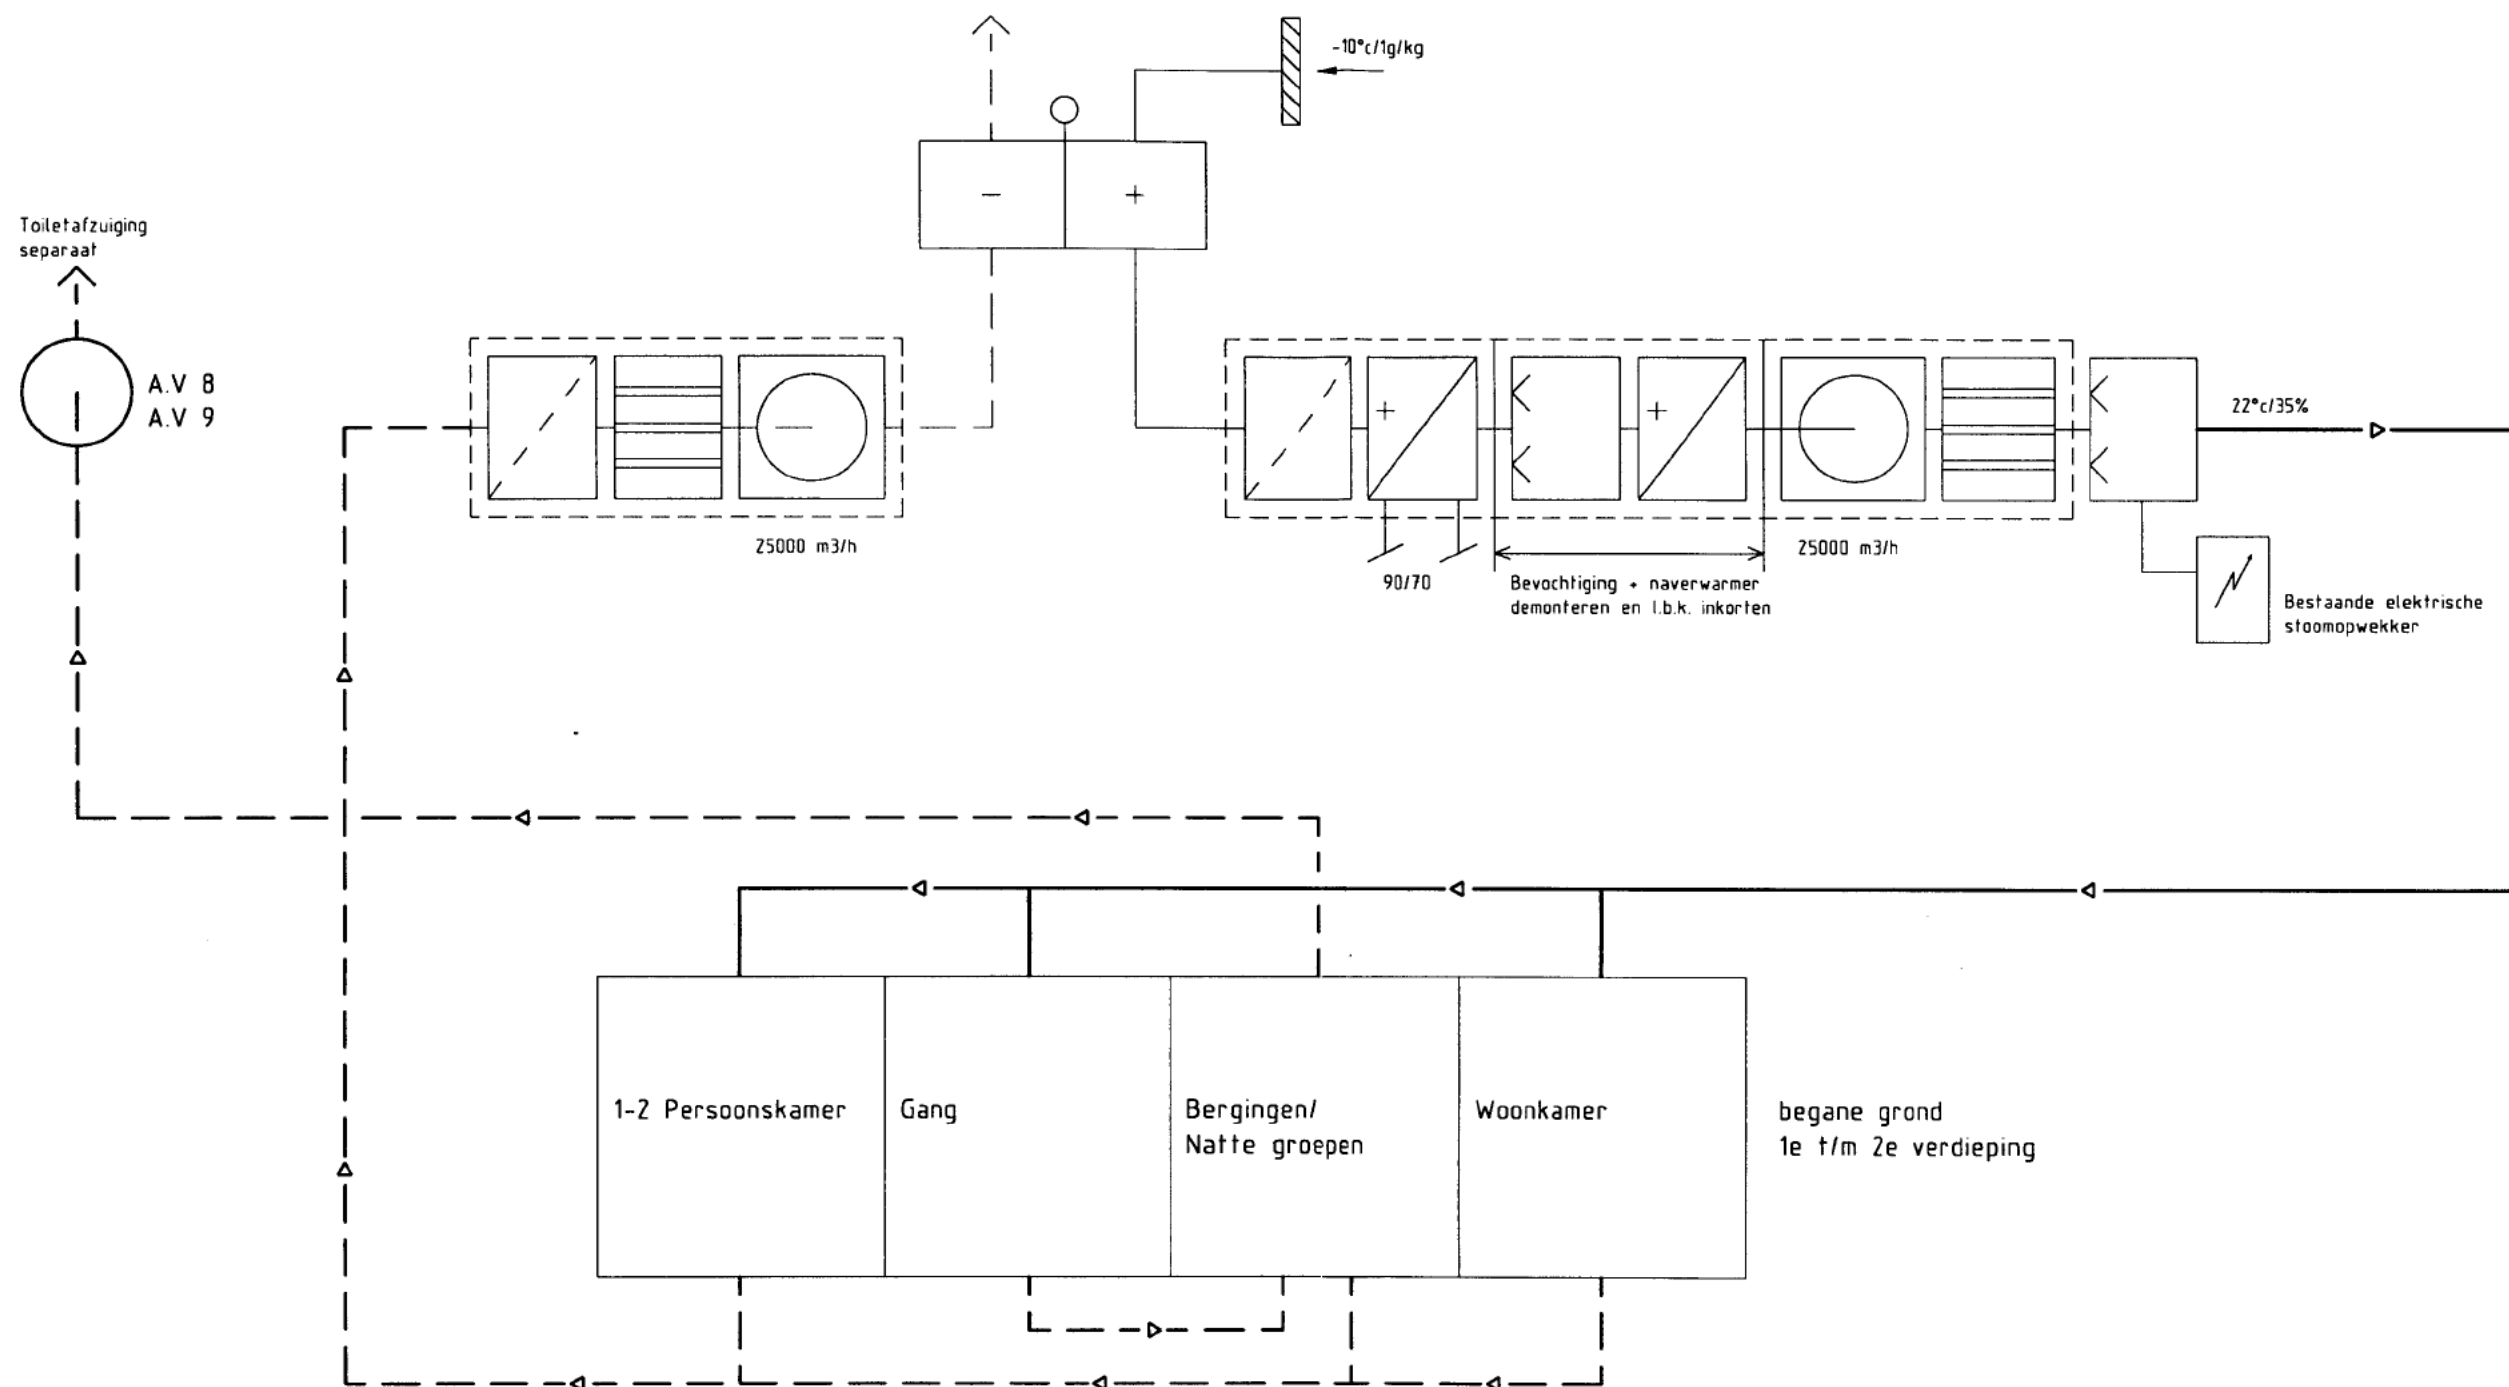 -10°c/1g/kg
- +
Toiletafzuiging
separaat
A.V 8
A.V 9
+
+
22°c/35%
25000 m3/h
25000 m3/h
90/70
Bevochtiging + naverwarmer
demonteren en l.b.k. inkorten
Bestaande elektrische
stoomopwekker
1-2 Persoonskamer
Gang
Bergingen/
Natte groepen
Woonkamer
begane grond
1e t/m 2e verdieping